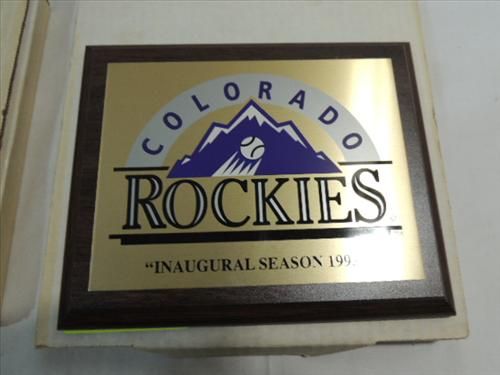 COLORADO
ROCKIES
"INAUGURAL SEASON 199